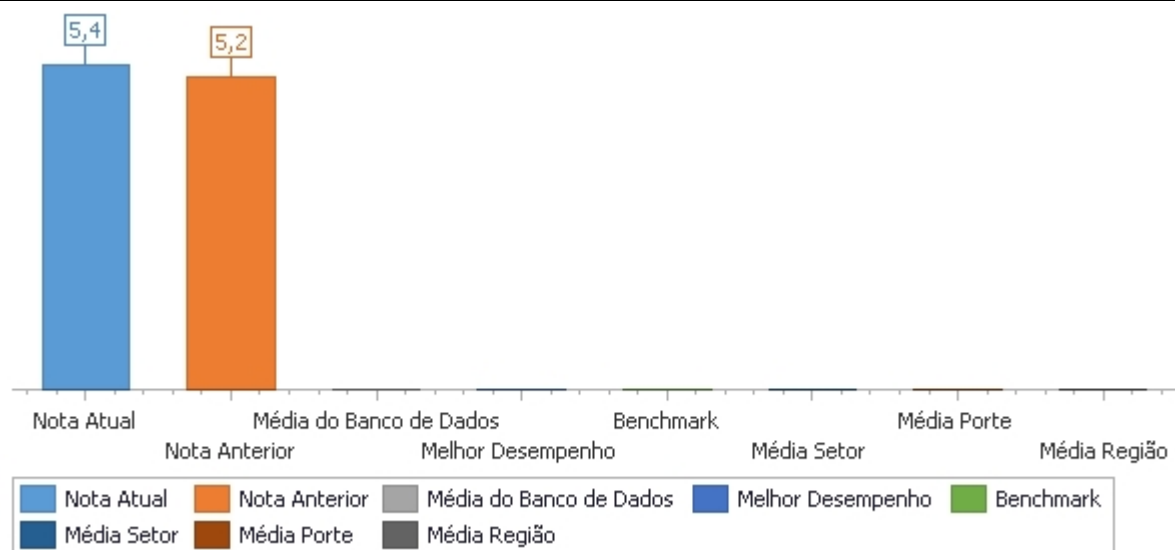 5,4
5,2
Nota Atual
Média do Banco de Dados
Benchmark
Média Porte
Nota Anterior
Melhor Desempenho
Média Setor
Média Região
Nota Atual
Nota Anterior
Média do Banco de Dados
Melhor Desempenho
Benchmark
Média Setor
Média Porte
Média Região